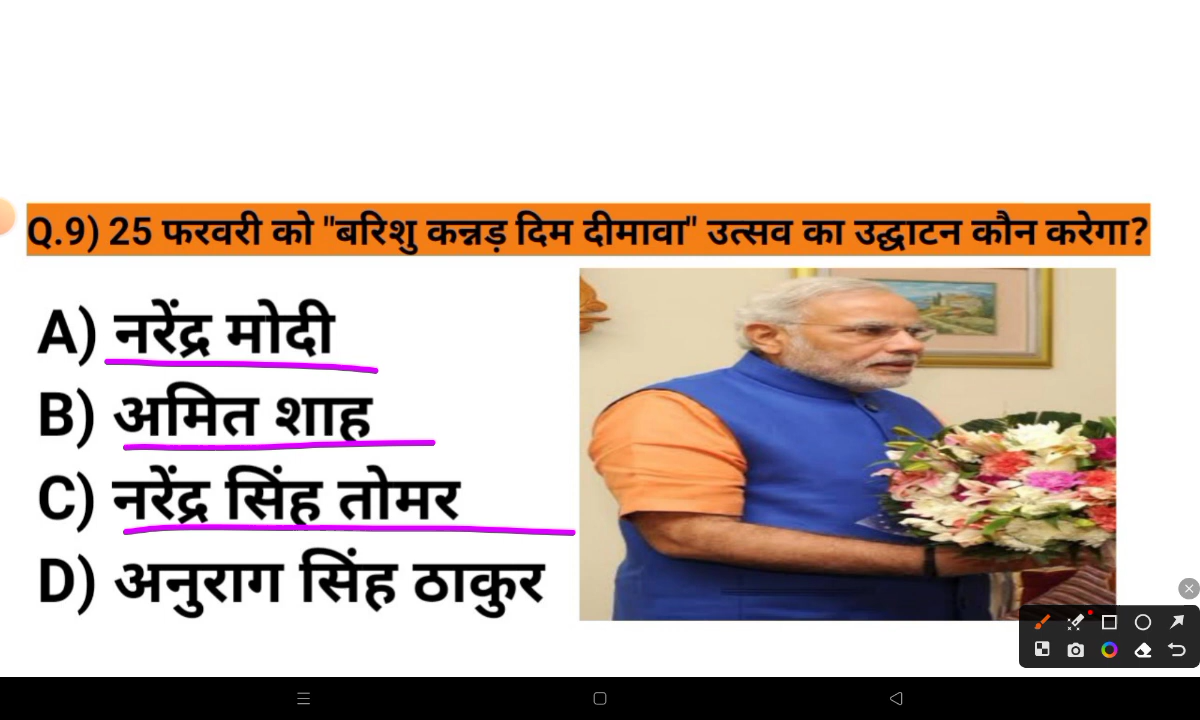 Q.9) 25 फरवरी को "बरिशु कन्नड़ दिम दीमावा" उत्सव का उद्घाटन कौन करेगा?
A) नरेंद्र मोदी
B) अमित शाह
C) नरेंद्र सिंह तोमर
D) अनुराग सिंह ठाकुर